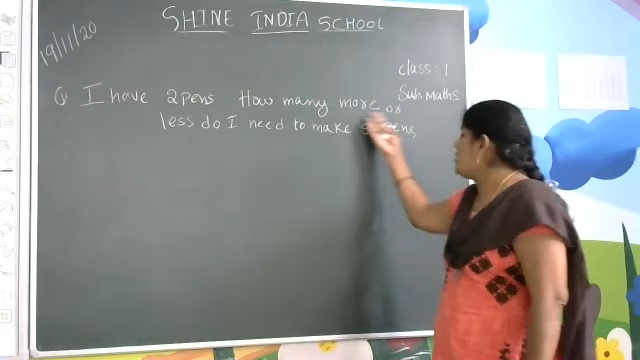 SHINE INDIA SCHOOL
19/11/20
class: 1
Sub: Maths
Q I have 2pens How many more or
less do I need to make pens,